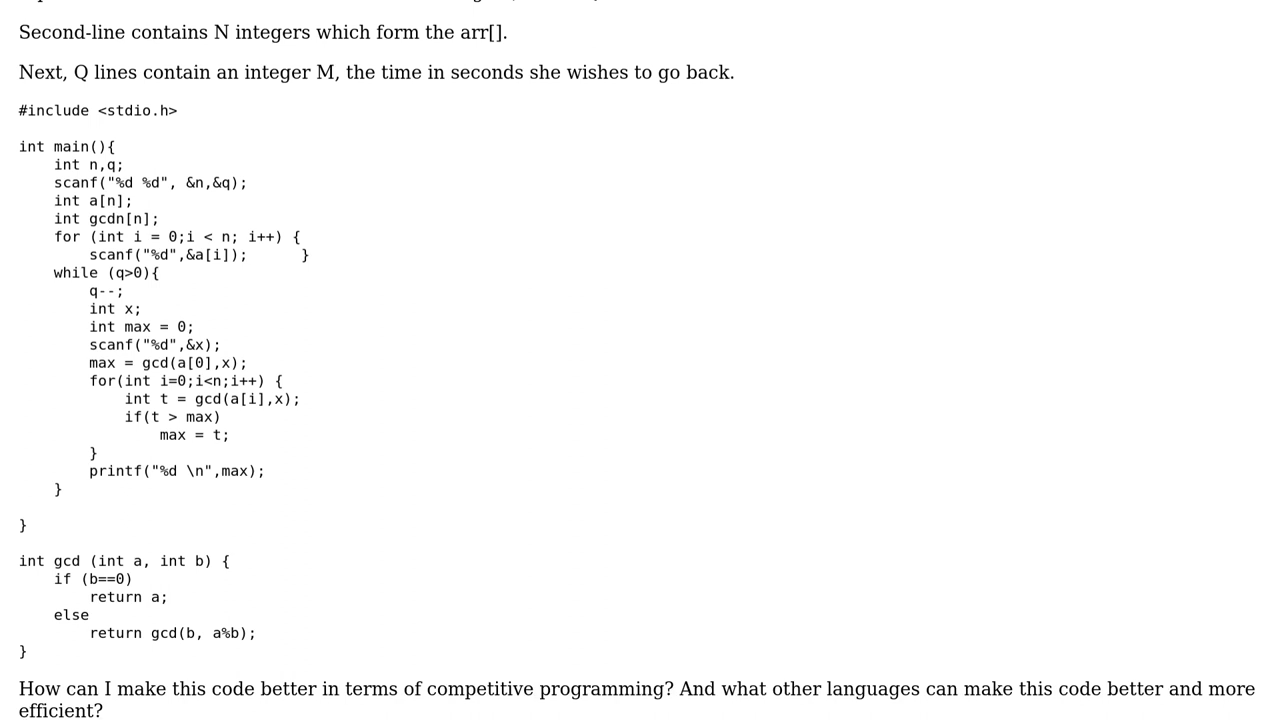 Second-line contains N integers which form the arr[].
Next, Q lines contain an integer M, the time in seconds she wishes to go back.
#include <stdio.h>
int main(){
    int n,q;
    scanf("%d %d", &n,&q);
    int a[n];
    int gcdn[n];
    for (int i = 0;i < n; i++) {
        scanf("%d",&a[i]);      }
    while (q>0){
        q--;
        int x;
        int max = 0;
        scanf("%d",&x);
        max = gcd(a[0],x);
        for(int i=0;i<n;i++) {
            int t = gcd(a[i],x);
            if(t > max)
                max = t;
        }
        printf("%d \n",max);
    }
}
int gcd (int a, int b) {
    if (b==0)
        return a;
    else
        return gcd(b, a%b);
}
How can I make this code better in terms of competitive programming? And what other languages can make this code better and more
efficient?